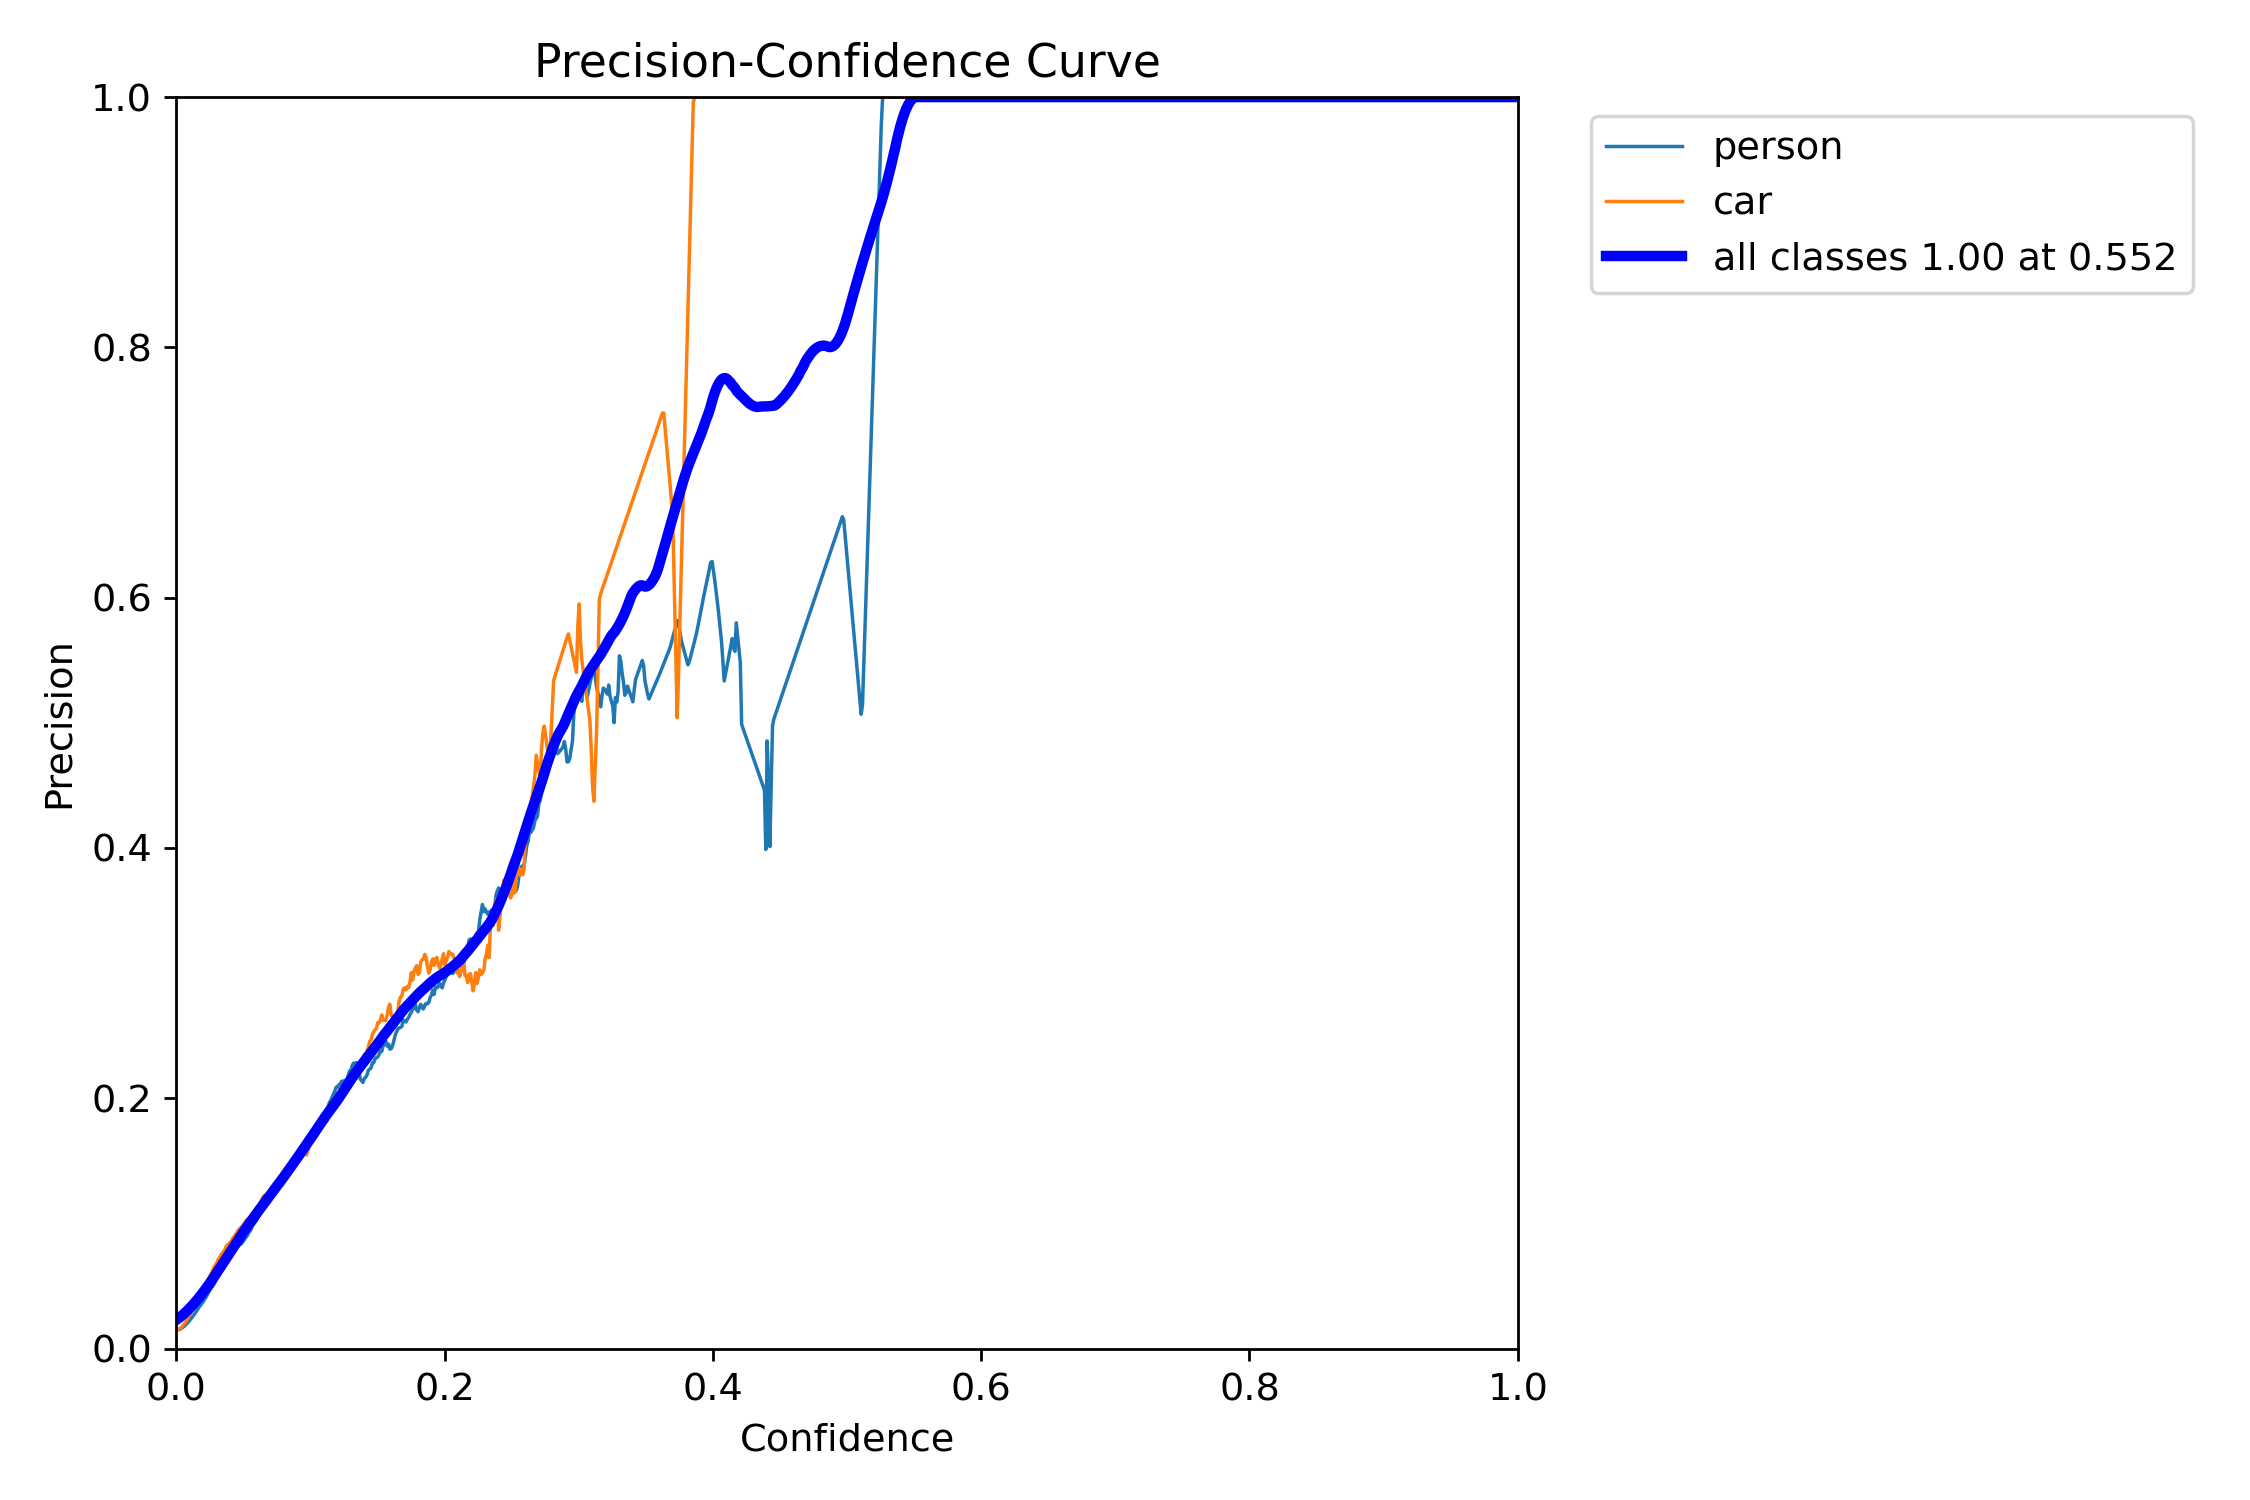 Precision-Confidence Curve
1.0
0.8
0.6
0.4
0.2
0.0
Precision
0.0 0.2 0.4 0.6 0.8 1.0
Confidence
person
car
all classes 1.00 at 0.552